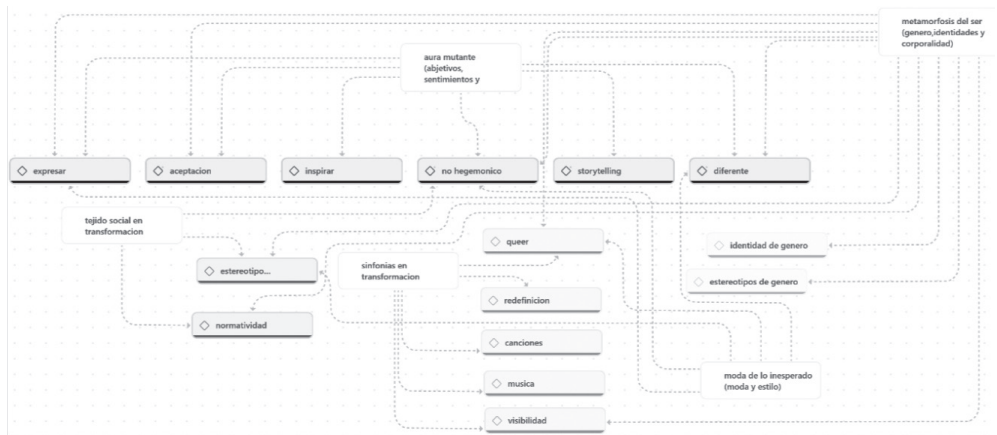 metamorfosis del ser
(genero,identidades y
corporalidad)
aura mutante
(abjetivos,
sentimientos y
expresar
aceptacion
inspirar
no hegemonico
storytelling
diferente
tejido social en
transformacion
queer
identidad de genero
estereotipo...
sinfonias en
transformacion
estereotipos de genero
redefinicion
normatividad
canciones
musica
moda de lo inesperado
(moda y estilo)
visibilidad